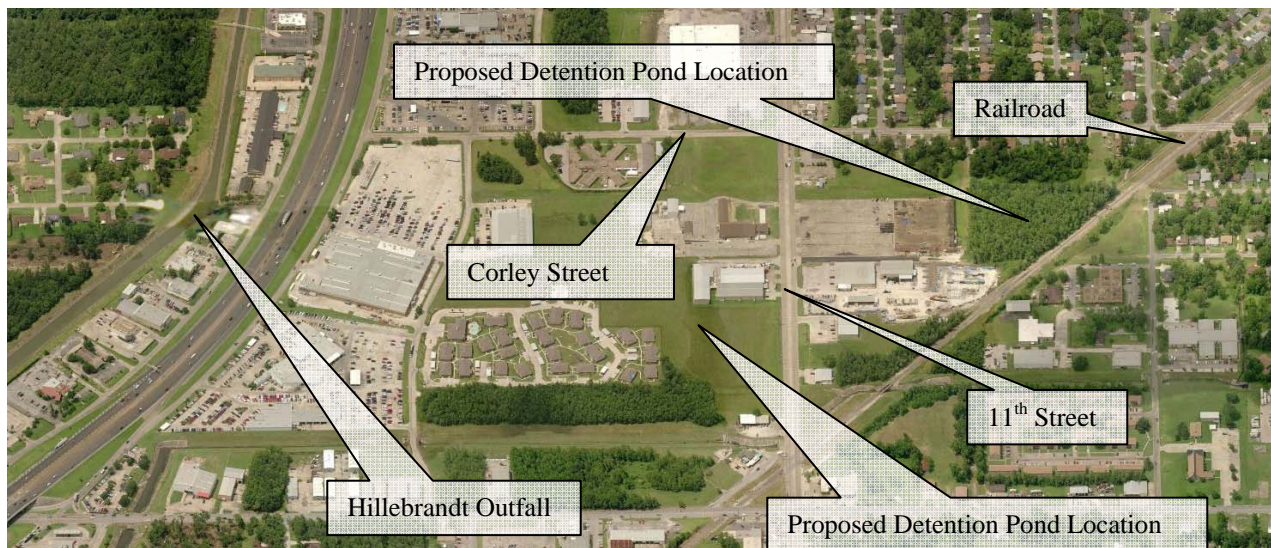 Proposed Detention Pond Location
Railroad
Corley Street
11th Street
Hillebrandt Outfall
Proposed Detention Pond Location